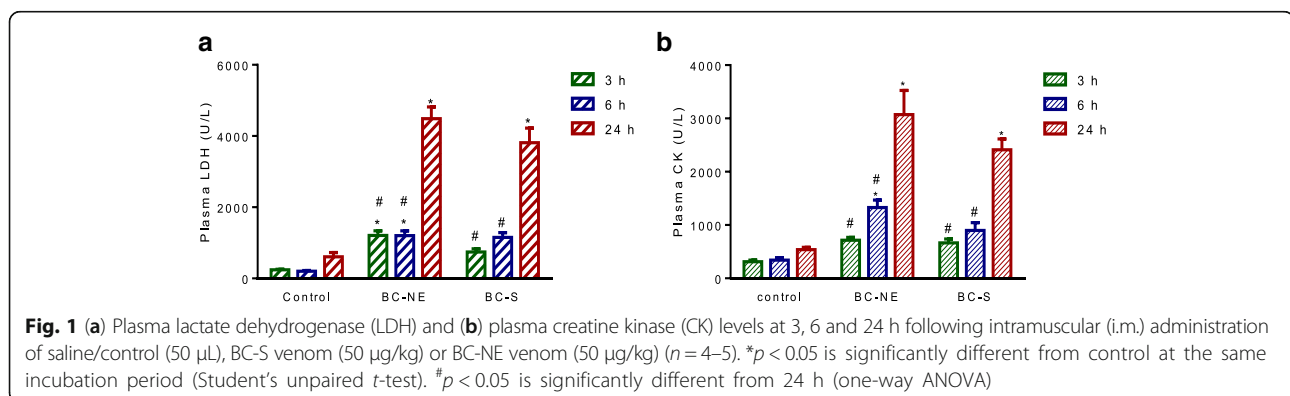 a
6000
4000
2000
0
Plasma LDH (U/L)
3 h
6 h
24 h
*
*
# #
* *
# #
Control BC-NE BC-S
b
4000
3000
2000
1000
0
Plasma CK (U/L)
3 h
6 h
24 h
*
*
#
# *
# #
control BC-NE BC-S
Fig. 1 (a) Plasma lactate dehydrogenase (LDH) and (b) plasma creatine kinase (CK) levels at 3, 6 and 24 h following intramuscular (i.m.) administration
of saline/control (50 μL), BC-S venom (50 μg/kg) or BC-NE venom (50 μg/kg) (n = 4–5). *p < 0.05 is significantly different from control at the same
incubation period (Student's unpaired t-test). #p < 0.05 is significantly different from 24 h (one-way ANOVA)